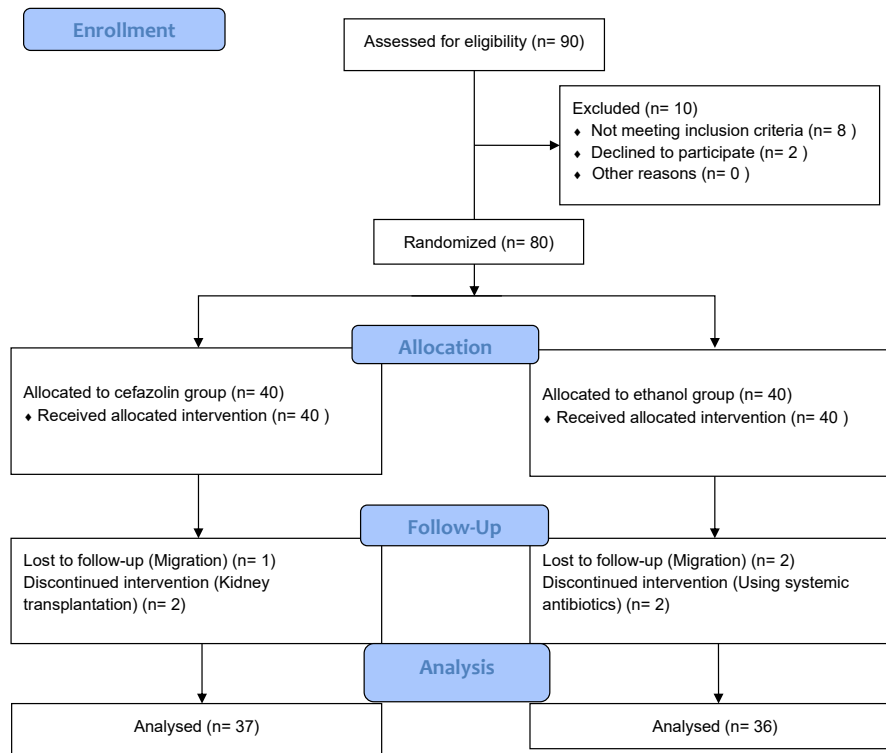 Enrollment
Assessed for eligibility (n= 90)
Excluded (n= 10)
♦ Not meeting inclusion criteria (n= 8 )
♦ Declined to participate (n= 2 )
♦ Other reasons (n= 0 )
Randomized (n= 80)
Allocation
Allocated to cefazolin group (n= 40)
♦ Received allocated intervention (n= 40 )
Allocated to ethanol group (n= 40)
♦ Received allocated intervention (n= 40 )
Follow-Up
Lost to follow-up (Migration) (n= 1)
Discontinued intervention (Kidney
transplantation) (n= 2)
Lost to follow-up (Migration) (n= 2)
Discontinued intervention (Using systemic
antibiotics) (n= 2)
Analysis
Analysed (n= 37)
Analysed (n= 36)